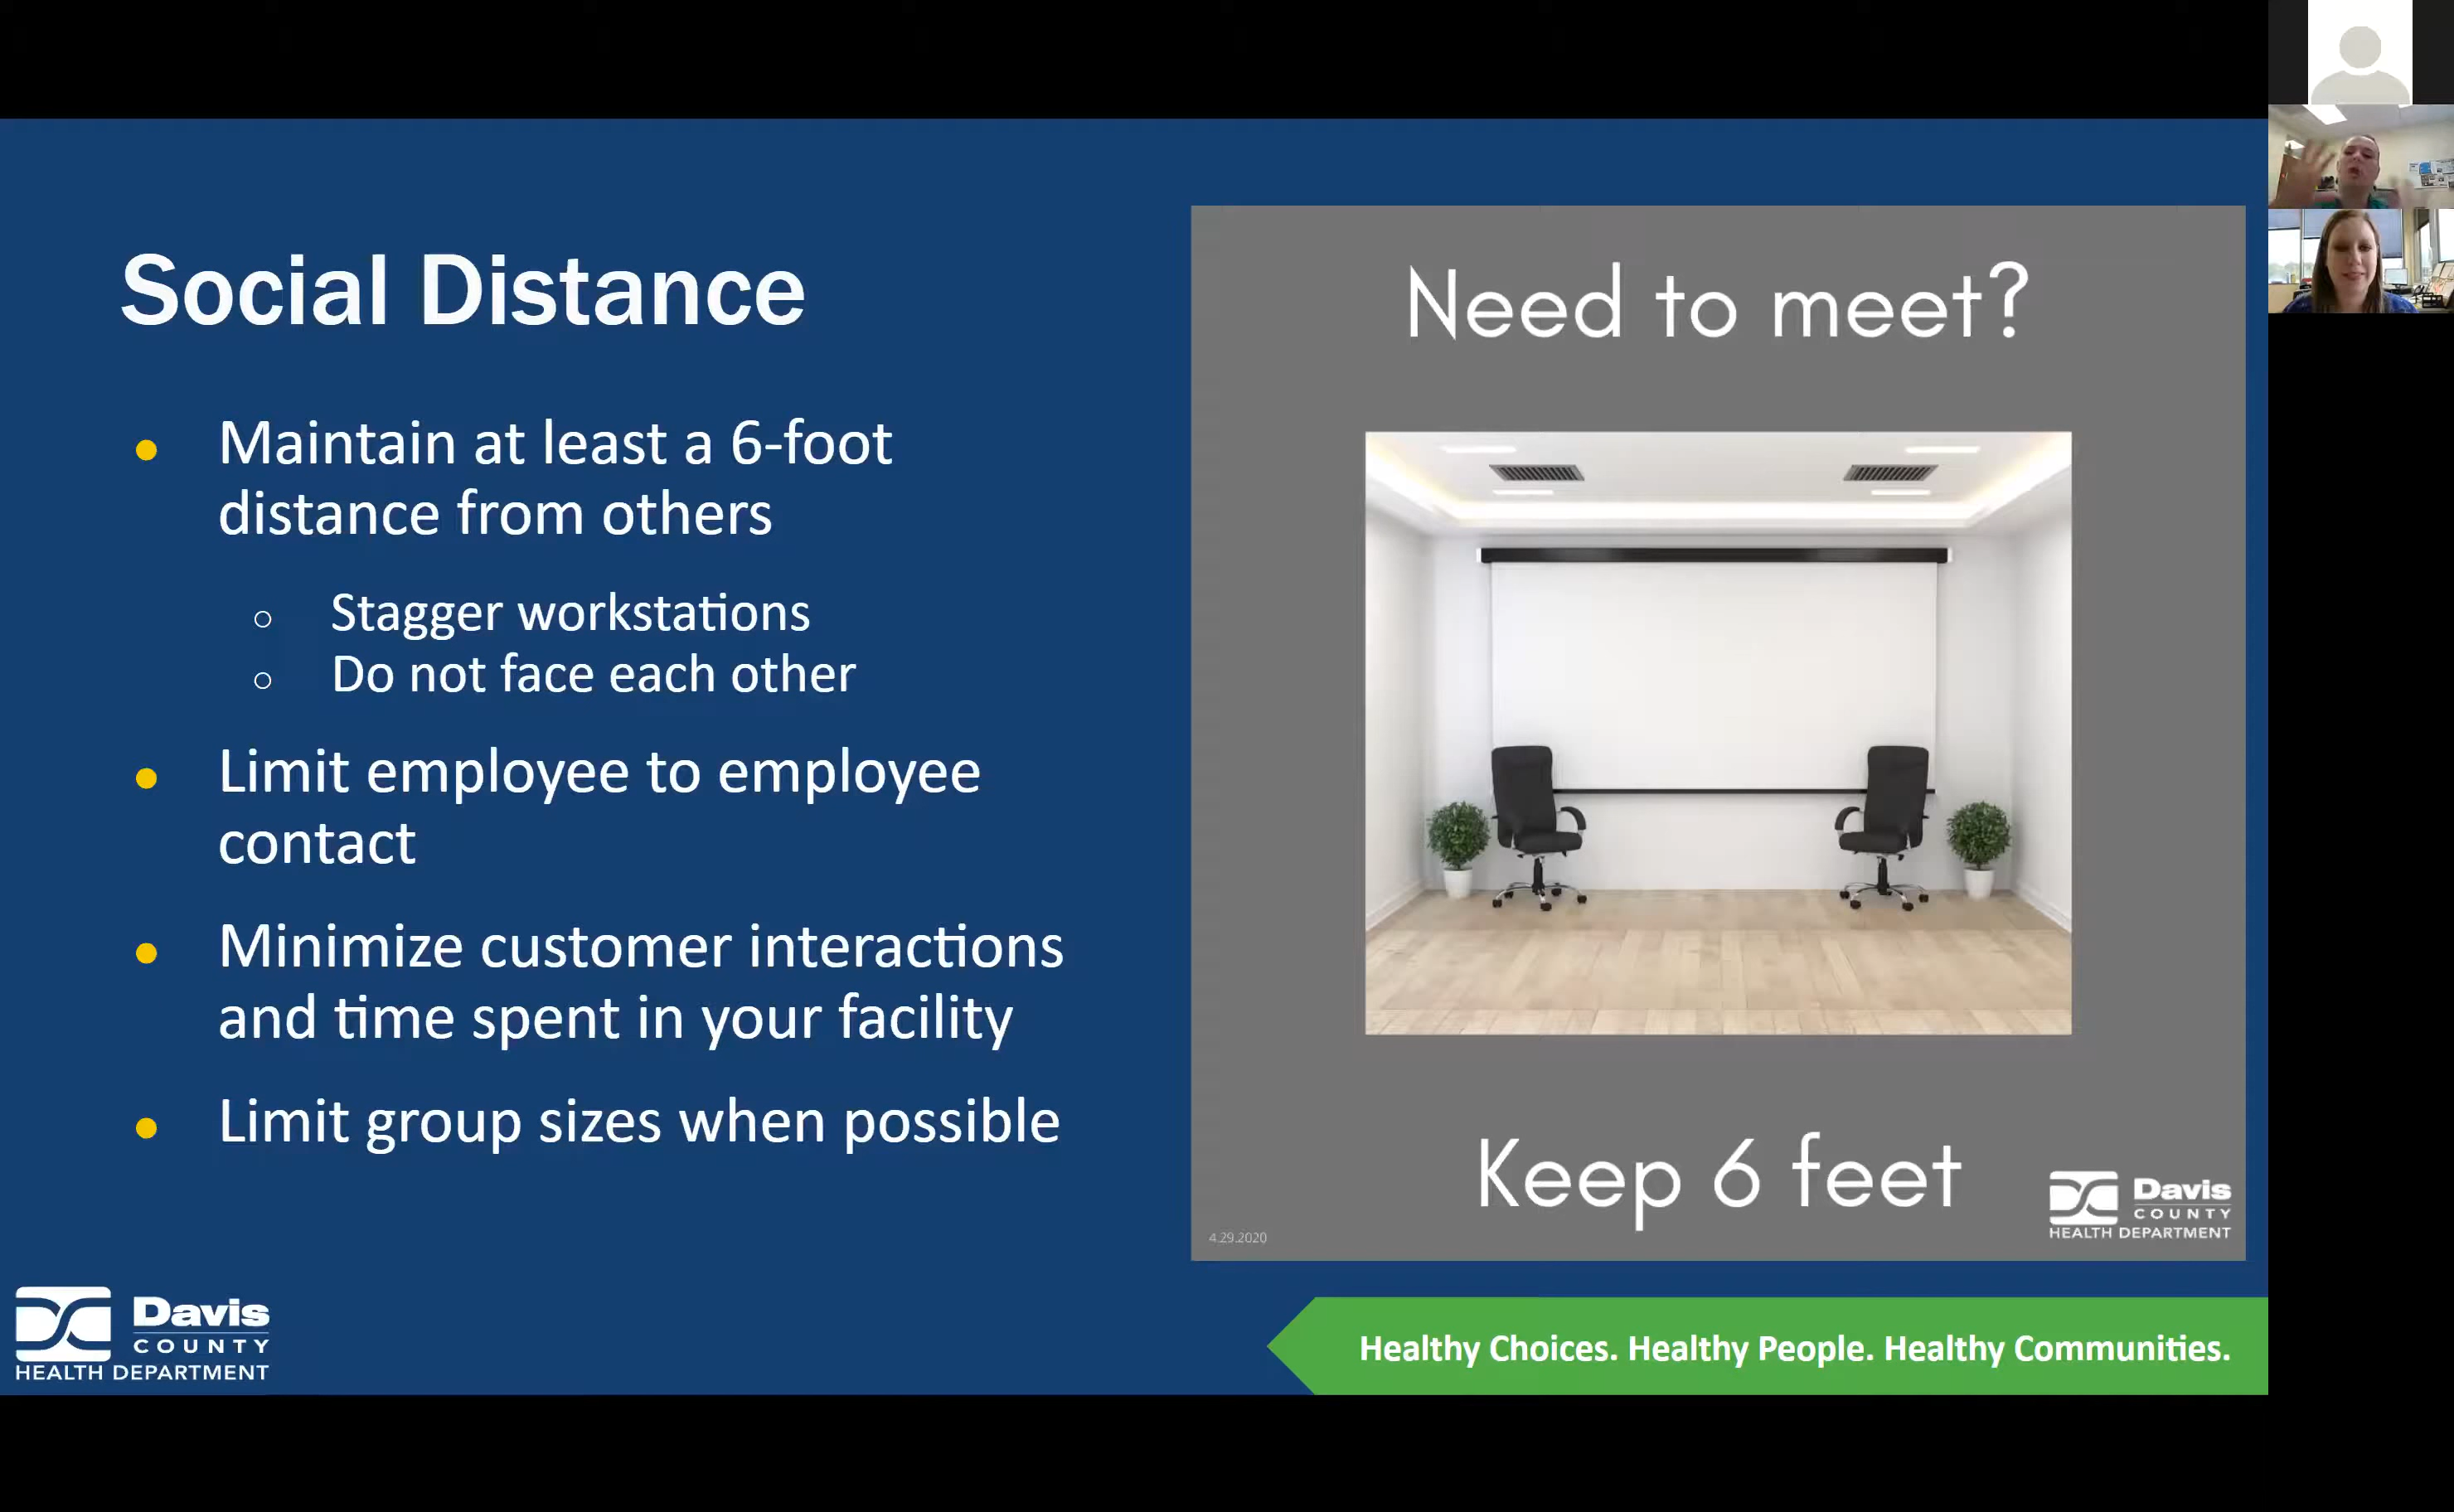 Social Distance
Maintain at least a 6-foot
distance from others
Stagger workstations
Do not face each other
Limit employee to employee
contact
Minimize customer interactions
and time spent in your facility
Limit group sizes when possible
Need to meet?
Keep 6 feet
4.29.2020
Davis
COUNTY
HEALTH DEPARTMENT
Davis
COUNTY
HEALTH DEPARTMENT
Healthy Choices. Healthy People. Healthy Communities.